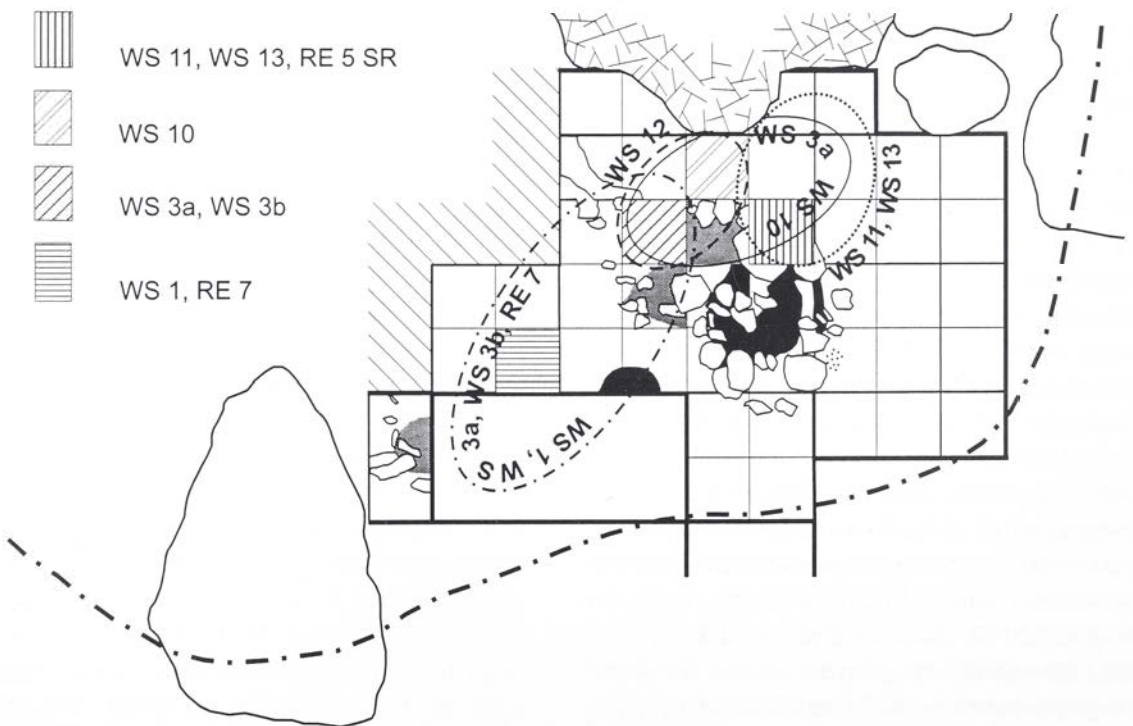 WS 11, WS 13, RE 5 SR
WS 10
WS 3a, WS 3b
WS 1, RE 7
WS 12
WS 3a
WS 10
WS 11, WS 13
3a, WS 3b, RE 7
WS 1, WS